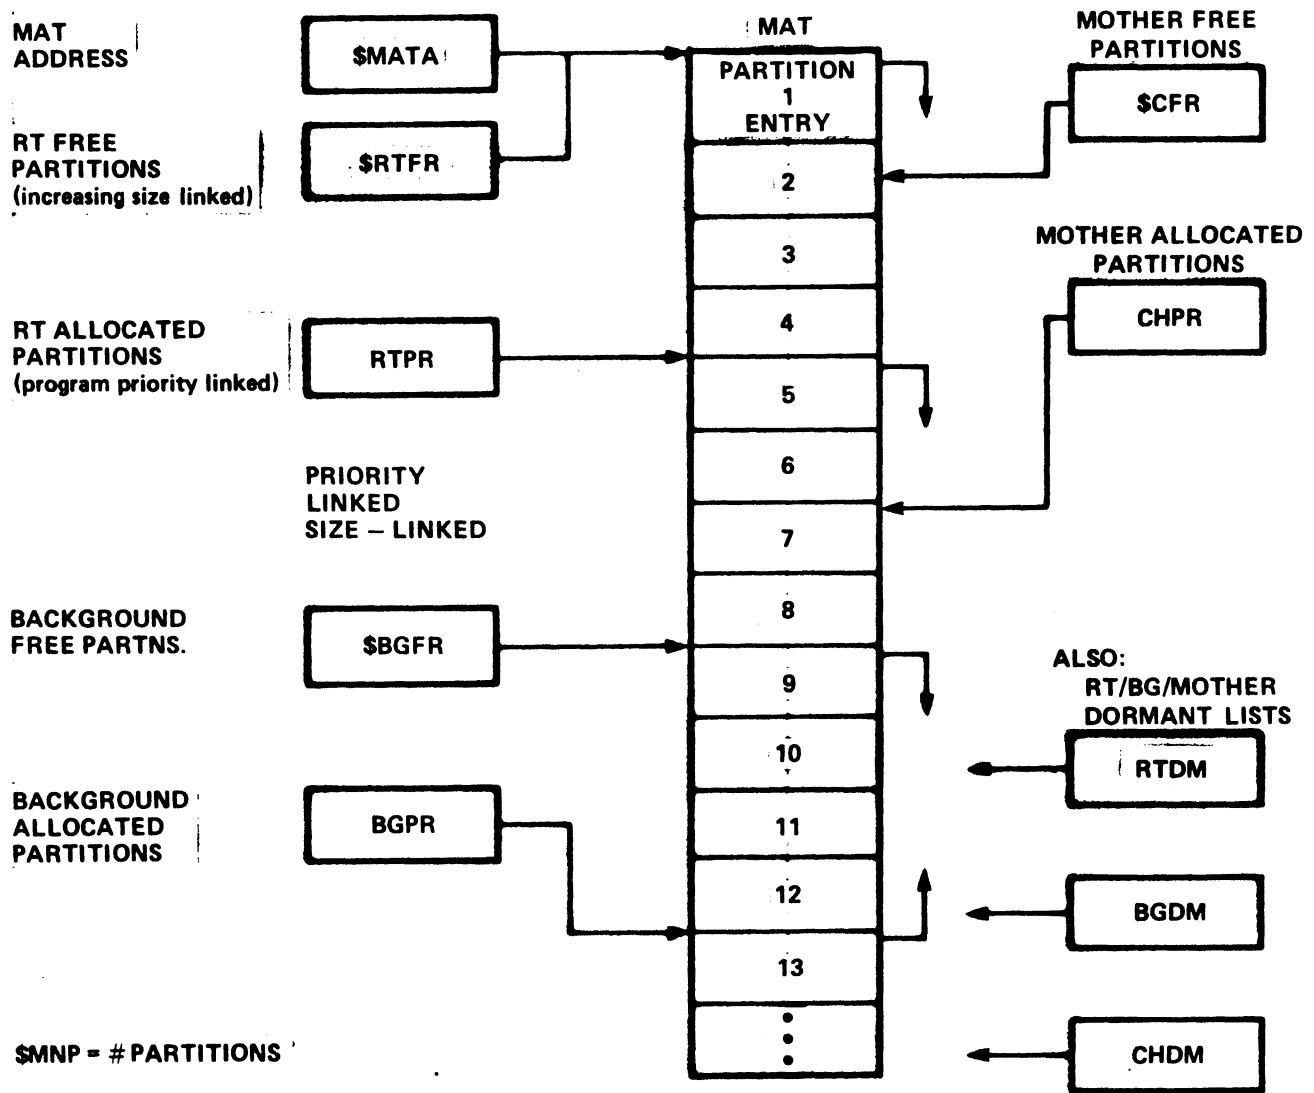 MAT
ADDRESS
$MATA
MAT
MOTHER FREE
PARTITIONS
$CFR
PARTITION
1
ENTRY
RT FREE
PARTITIONS
(increasing size linked)
$RTFR
2
3
MOTHER ALLOCATED
PARTITIONS
CHPR
4
RT ALLOCATED
PARTITIONS
(program priority linked)
RTPR
5
6
PRIORITY
LINKED
SIZE – LINKED
7
8
BACKGROUND
FREE PARTNS.
$BGFR
9
ALSO:
RT/BG/MOTHER
DORMANT LISTS
10
RTDM
BACKGROUND
ALLOCATED
PARTITIONS
BGPR
11
12
BGDM
13
$MNP = # PARTITIONS
CHDM